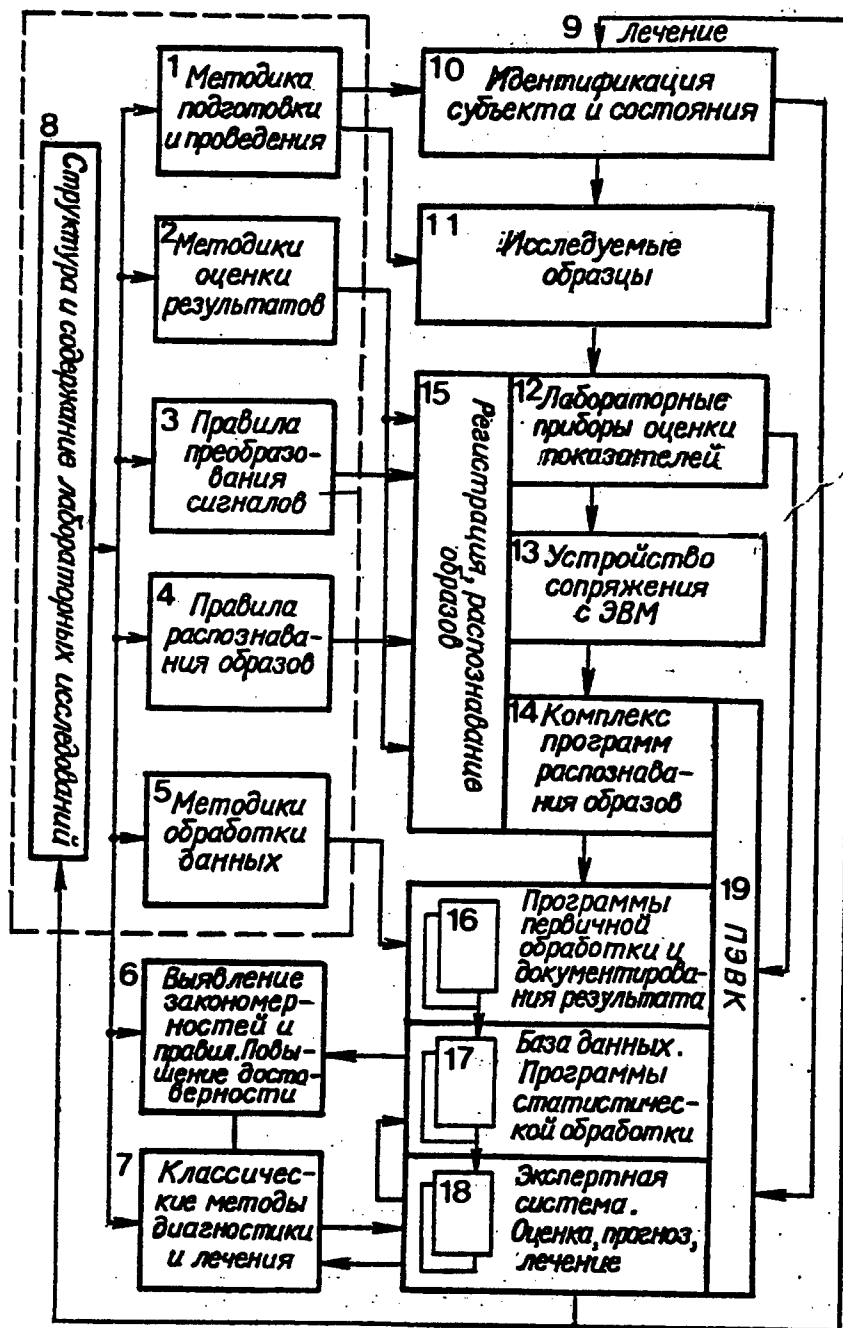 9 Лечение
1 Методика
подготовки
и проведения
10 Идентификация
субъекта и состояния
8
Структура и содержание лабораторных исследований
2 Методики
оценки
результатов
11 Исследуемые
образцы
3 Правила
преобразо-
вания
сигналов
15
Регистрация, распознавание
образов
12 Лабораторные
приборы оценки
показателей
13 Устройство
сопряжения
с ЭВМ
4 Правила
распознава-
ния образов
14 Комплекс
программ
распознава-
ния образов
5 Методики
обработки
данных
19 ПЭВК
16 Программы
первичной
обработки и
документирова-
ния результата
6 Выявление
закономер-
ностей и
правил. Повы-
шение досто-
верности
17 База данных.
Программы
статистичес-
кой обработки
7 Классичес-
кие методы
диагностики
и лечения
18 Экспертная
система.
Оценка, прогноз,
лечение